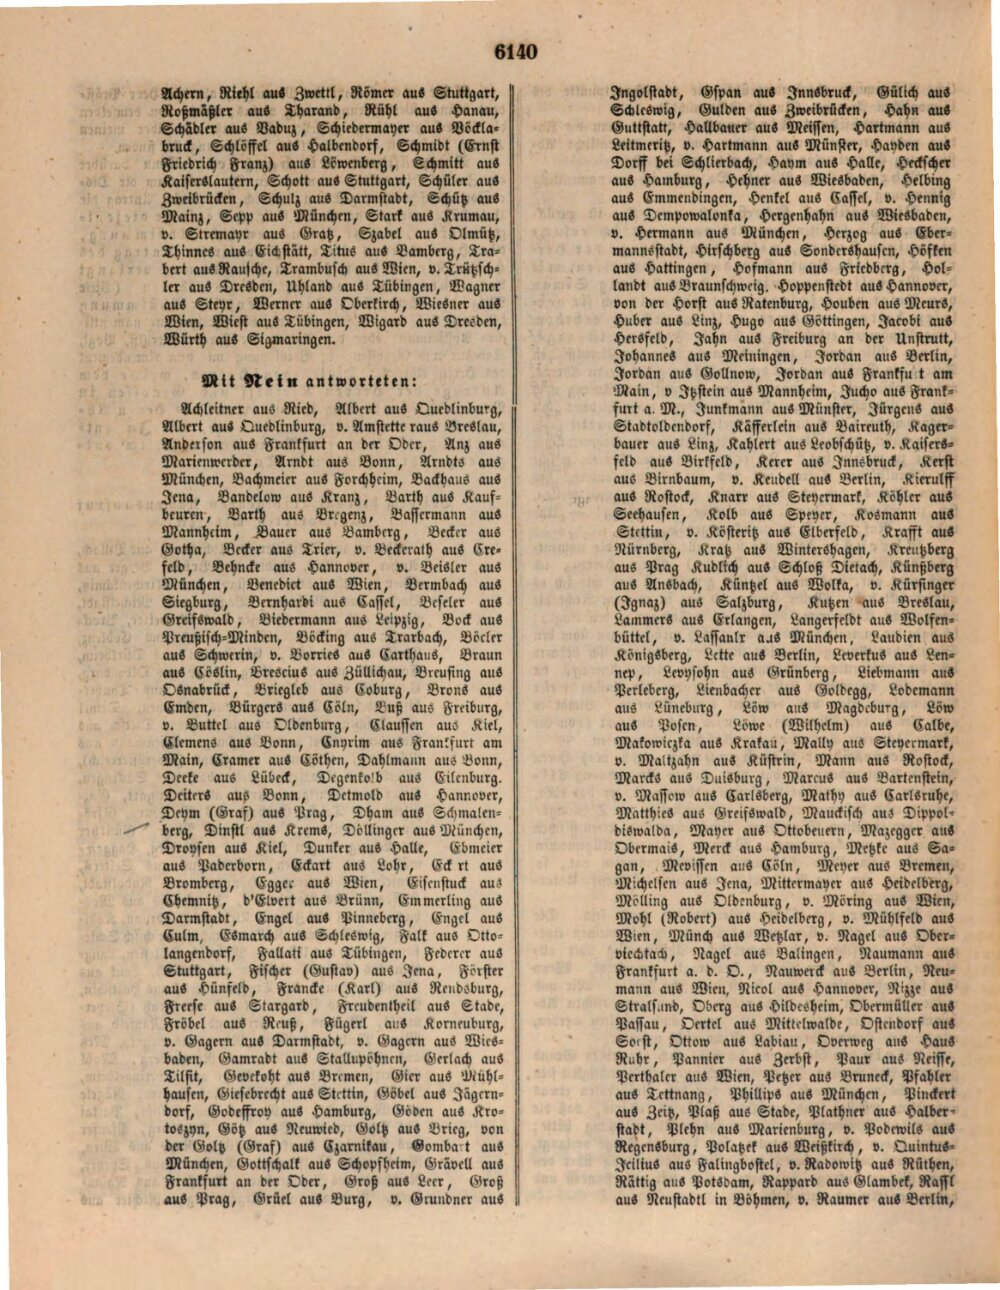 6140
Achern, Riehl aus Zwettl, Römer aus Stuttgart,
Roßmäßler aus Tharand, Rühl aus Hanau,
Schädler aus Vaduz, Schiedermayer aus Vöckla-
bruck, Schlöffel aus Halbendorf, Schmidt (Ernst
Friedrich Franz) aus Löwenberg, Schmitt aus
Kaiserslautern, Schott aus Stuttgart, Schüler aus
Zweibrücken, Schulz aus Darmstadt, Schütz aus
Mainz, Sepp aus München, Stark aus Krumau,
v. Stremayr aus Gratz, Szabel aus Olmütz,
Thinnes aus Eichstätt, Titus aus Bamberg, Tra-
bert aus Rausche, Trambusch aus Wien, v. Trützsch-
ler aus Dresden, Uhland aus Tübingen, Wagner
aus Steyr, Werner aus Oberkirch, Wiesner aus
Wien, Wiest aus Tübingen, Wigard aus Dresden,
Würth aus Sigmaringen.
Mit Nein antworteten:
Achleitner aus Ried, Albert aus Quedlinburg,
Albert aus Quedlinburg, v. Amstette raus Breslau,
Anderson aus Frankfurt an der Oder, Anz aus
Marienwerder, Arndt aus Bonn, Arndts aus
München, Bachmeier aus Forchheim, Backhaus aus
Jena, Bandelow aus Kranz, Barth aus Kauf-
beuren, Barth aus Bregenz, Bassermann aus
Mannheim, Bauer aus Bamberg, Becker aus
Gotha, Becker aus Trier, v. Beckerath aus Cre-
feld, Behncke aus Hannover, v. Beisler aus
München, Benedict aus Wien, Bermbach aus
Siegburg, Bernhardi aus Cassel, Beseler aus
Greifswald, Biedermann aus Leipzig, Bock aus
Preußisch-Minden, Böcking aus Trarbach, Böcler
aus Schwerin, v. Borries aus Carthaus, Braun
aus Cöslin, Brescius aus Züllichau, Breusing aus
Osnabrück, Briegleb aus Coburg, Brons aus
Emden, Bürgers aus Cöln, Buß aus Freiburg,
v. Buttel aus Oldenburg, Claussen aus Kiel,
Clemens aus Bonn, Cnyrim aus Frankfurt am
Main, Cramer aus Cöthen, Dahlmann aus Bonn,
Deeke aus Lübeck, Degenkolb aus Eilenburg.
Deiters aus Bonn, Detmold aus Hannover,
Deym (Graf) aus Prag, Dham aus Schmalen-
berg, Dinstl aus Krems, Döllinger aus München,
Droysen aus Kiel, Dunker aus Halle, Ebmeier
aus Paderborn, Eckart aus Lohr, Eck rt aus
Bromberg, Egger aus Wien, Eisenstuck aus
Chemnitz, d'Elvert aus Brünn, Emmerling aus
Darmstadt, Engel aus Pinneberg, Engel aus
Culm, Esmarch aus Schleswig, Falk aus Otto-
langendorf, Fallati aus Tübingen, Federer aus
Stuttgart, Fischer (Gustav) aus Jena, Förster
aus Hünfeld, Francke (Karl) aus Rendsburg,
Freese aus Stargard, Freudentheil aus Stade,
Fröbel aus Reuß, Fügerl aus Korneuburg,
v. Gagern aus Darmstadt, v. Gagern aus Wies-
baden, Gamradt aus Stallupöhnen, Gerlach aus
Tilsit, Gevekoht aus Bremen, Gier aus Mühl-
hausen, Giesebrecht aus Stettin, Göbel aus Jägern-
dorf, Godeffroy aus Hamburg, Göden aus Kro-
toszyn, Götz aus Neuwied, Goltz aus Brieg, von
der Goltz (Graf) aus Czarnikau, Gomba t aus
München, Gottschalk aus Schopfheim, Grävell aus
Frankfurt an der Oder, Groß aus Leer, Groß
aus Prag, Grüel aus Burg, v. Grundner aus
Ingolstadt, Gspan aus Innsbruck, Gülich aus
Schleswig, Gulden aus Zweibrücken, Hahn aus
Guttstatt, Hallbauer aus Meissen, Hartmann aus
Leitmeritz, v. Hartmann aus Münster, Hayden aus
Dorff bei Schlierbach, Haym aus Halle, Heckscher
aus Hamburg, Hehner aus Wiesbaden, Helbing
aus Emmendingen, Henkel aus Cassel, v. Hennig
aus Dempowalonka, Hergenhahn aus Wiesbaden,
v. Hermann aus München, Herzog aus Eber-
mannsstadt, Hirschberg aus Sondershausen, Höfken
aus Hattingen, Hofmann aus Friedberg, Hol-
landt aus Braunschweig. Hoppenstedt aus Hannover,
von der Horst aus Ratenburg, Houben aus Meurs,
Huber aus Linz, Hugo aus Göttingen, Jacobi aus
Hersfeld, Jahn aus Freiburg an der Unstrutt,
Johannes aus Meiningen, Jordan aus Berlin,
Jordan aus Gollnow, Jordan aus Frankfu t am
Main, v Itzstein aus Mannheim, Jucho aus Frank-
furt a. M., Junkmann aus Münster, Jürgens aus
Stadtoldendorf, Käfferlein aus Baireuth, Kager-
bauer aus Linz, Kahlert aus Leobschütz, v. Kaisers-
feld aus Birkfeld, Kerer aus Innsbruck, Kerst
aus Birnbaum, v. Keudell aus Berlin, Kierulff
aus Rostock, Knarr aus Steyermark, Köhler aus
Seehausen, Kolb aus Speyer, Kosmann aus
Stettin, v. Kösteritz aus Elberfeld, Krafft aus
Nürnberg, Kratz aus Wintershagen, Kreutzberg
aus Prag Kudlich aus Schloß Dietach, Künßberg
aus Ansbach, Küntzel aus Wolka, v. Kürsinger
(Ignaz) aus Salzburg, Kutzen aus Breslau,
Lammers aus Erlangen, Langerfeldt aus Wolfen-
büttel, v. Lassaulx a.s München, Laudien aus
Königsberg, Lette aus Berlin, Leverkus aus Len-
nep, Levysohn aus Grünberg, Liebmann aus
Perleberg, Lienbacher aus Goldegg, Lodemann
aus Lüneburg, Löw aus Magdeburg, Löw
aus Posen, Löwe (Wilhelm) aus Calbe,
Makowiczka aus Krakau, Mally aus Steyermark,
v. Maltzahn aus Küstrin, Mann aus Rostock,
Marcks aus Duisburg, Marcus aus Bartenstein,
v. Massow aus Carlsberg, Mathy aus Carlsruhe,
Matthies aus Greifswald, Mauckisch aus Dippol-
diswalda, Mayer aus Ottobeuern, Mazegger aus
Obermais, Merck aus Hamburg, Metzke aus Sa-
gan, Mevissen aus Cöln, Meyer aus Bremen,
Michelsen aus Jena, Mittermayer aus Heidelberg,
Mölling aus Oldenburg, v. Möring aus Wien,
Mohl (Robert) aus Heidelberg, v. Mühlfeld aus
Wien, Münch aus Wetzlar, v. Nagel aus Ober-
viechtach, Nagel aus Balingen, Naumann aus
Frankfurt a. d. O., Nauwerck aus Berlin, Neu-
mann aus Wien, Nicol aus Hannover, Nizze aus
Stralsund, Oberg aus Hildesheim, Obermüller aus
Passau, Oertel aus Mittelwalde, Ostendorf aus
Soest, Ottow aus Labiau, Overweg aus Haus
Ruhr, Pannier aus Zerbst, Paur aus Neisse,
Perthaler aus Wien, Petzer aus Bruneck, Pfahler
aus Tettnang, Phillips aus München, Pinckert
aus Zeitz, Plaß aus Stade, Plathner aus Halber-
stadt, Plehn aus Marienburg, v. Podewils aus
Regensburg, Polatzek aus Weißkirch, v. Quintus-
Icilius aus Falingbostel, v. Radowitz aus Rüthen,
Rättig aus Potsdam, Rappard aus Glambek, Raffl
aus Neustadtl in Böhmen, v. Raumer aus Berlin,